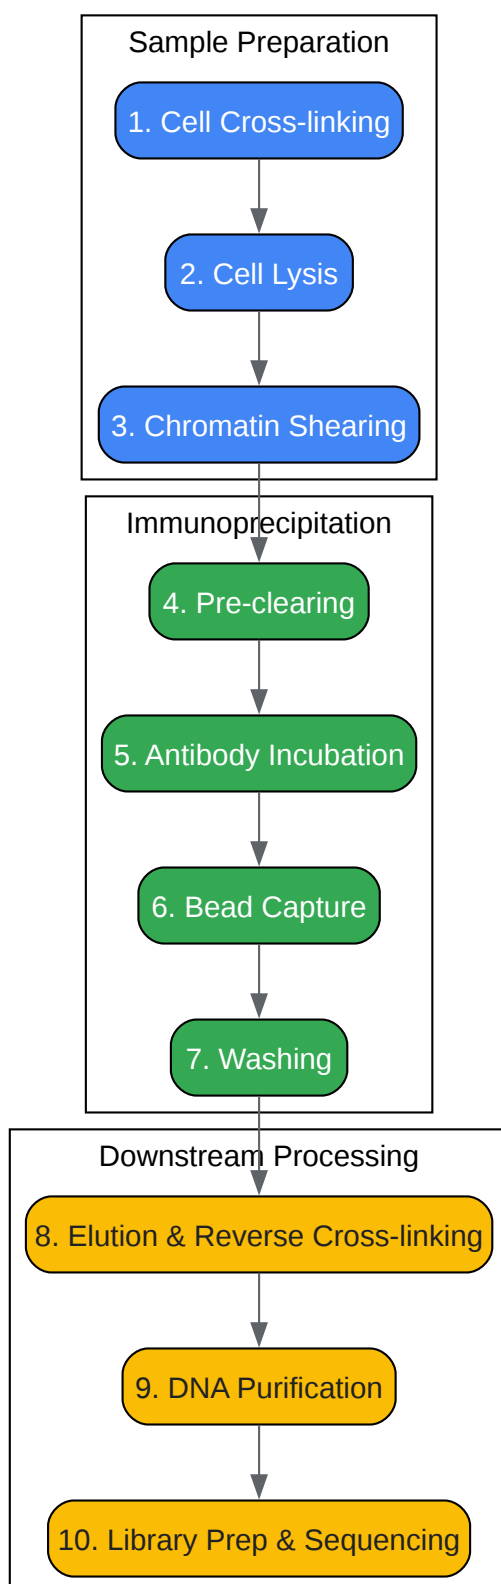 Sample Preparation
1. Cell Cross-linking
2. Cell Lysis
3. Chromatin Shearing
Immunoprecipitation
4. Pre-clearing
5. Antibody Incubation
6. Bead Capture
7. Washing
Downstream Processing
8. Elution & Reverse Cross-linking
9. DNA Purification
10. Library Prep & Sequencing